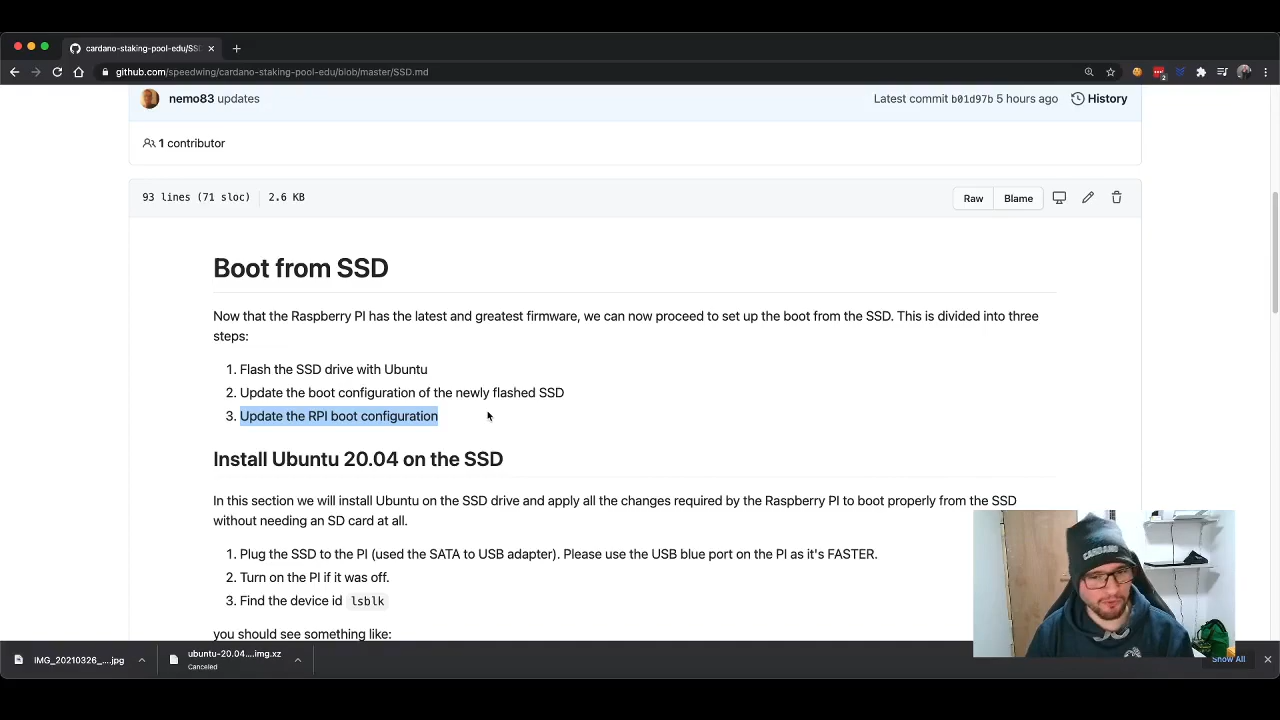 cardano-staking-pool-edu/SS
github.com/speedwing/cardano-staking-pool-edu/blob/master/SSD.md
2
nemo83 updates
Latest commit b01d97b 5 hours ago
History
1 contributor
93 lines (71 sloc) 2.6 KB
Raw
Blame
Boot from SSD
Now that the Raspberry PI has the latest and greatest firmware, we can now proceed to set up the boot from the SSD. This is divided into three
steps:
1. Flash the SSD drive with Ubuntu
2. Update the boot configuration of the newly flashed SSD
3. Update the RPI boot configuration
Install Ubuntu 20.04 on the SSD
In this section we will install Ubuntu on the SSD drive and apply all the changes required by the Raspberry PI to boot properly from the SSD
without needing an SD card at all.
1. Plug the SSD to the PI (used the SATA to USB adapter). Please use the USB blue port on the PI as it's FASTER.
2. Turn on the PI if it was off.
3. Find the device id lsblk
you should see something like:
CARDANO
IMG_20210326_....jpg
ubuntu-20.04....img.xz
Canceled
Show All